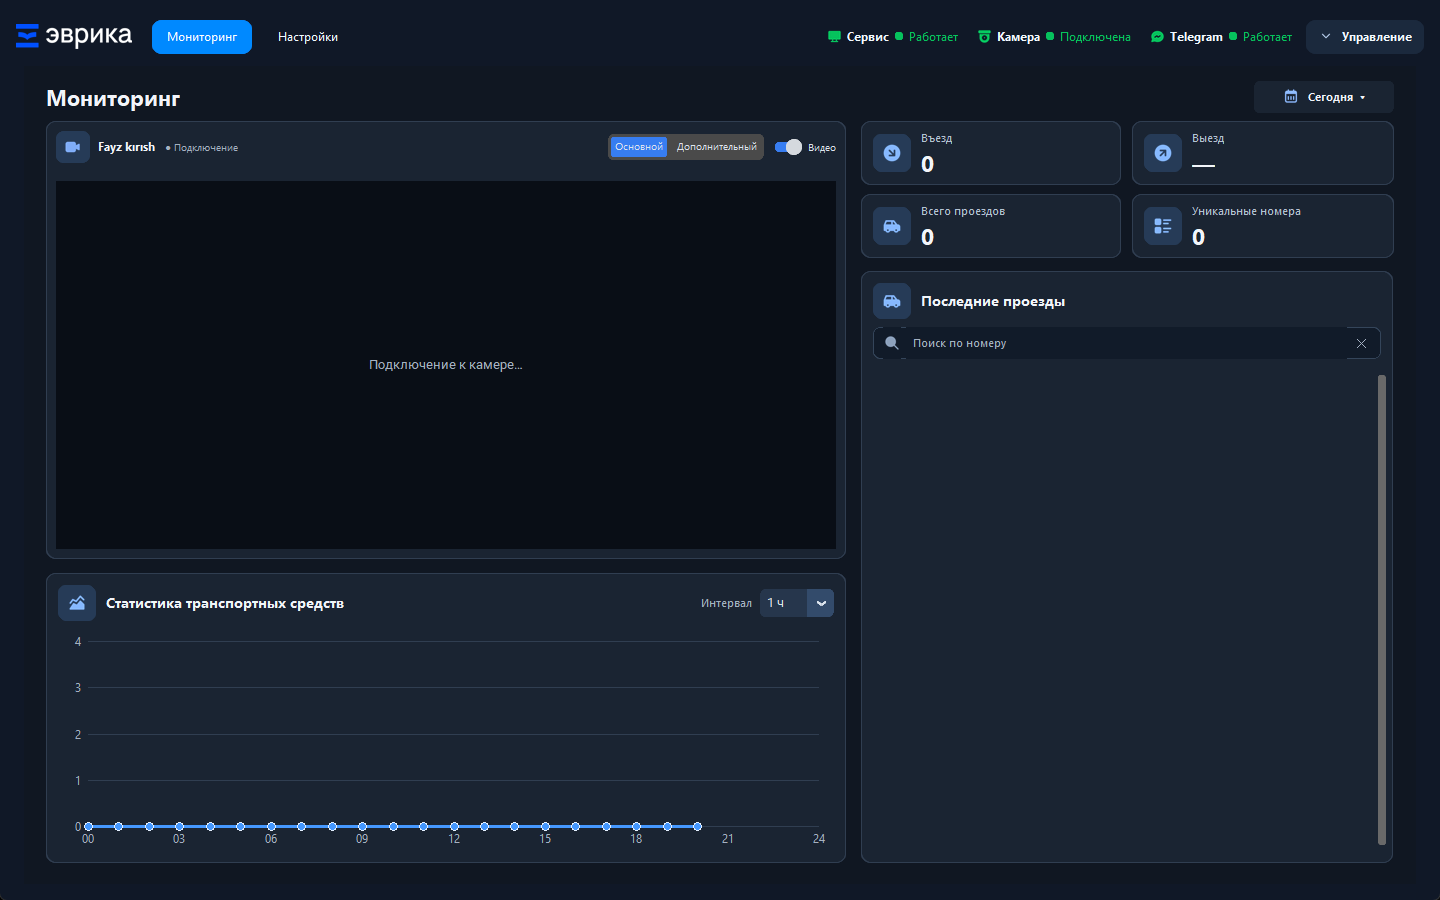 эврика
Мониторинг
Настройки
Сервис
Работает
Камера
Подключена
Telegram
Работает
Управление
Мониторинг
Сегодня
Fayz kırısh
Подключение
Основной
Дополнительный
Видео
Подключение к камере...
Въезд
0
Выезд
—
Всего проездов
0
Уникальные номера
0
Последние проезды
Поиск по номеру
Статистика транспортных средств
Интервал
1 ч
4
3
2
1
0
00 03 06 09 12 15 18 21 24